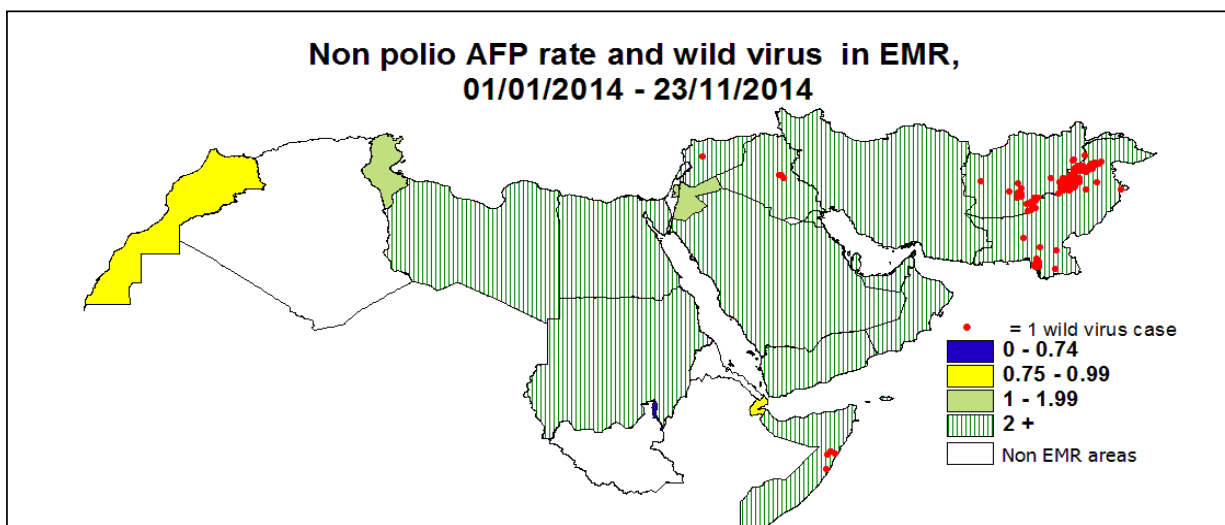 Non polio AFP rate and wild virus in EMR,
01/01/2014 - 23/11/2014
= 1 wild virus case
0 - 0.74
0.75 - 0.99
1 - 1.99
2 +
Non EMR areas